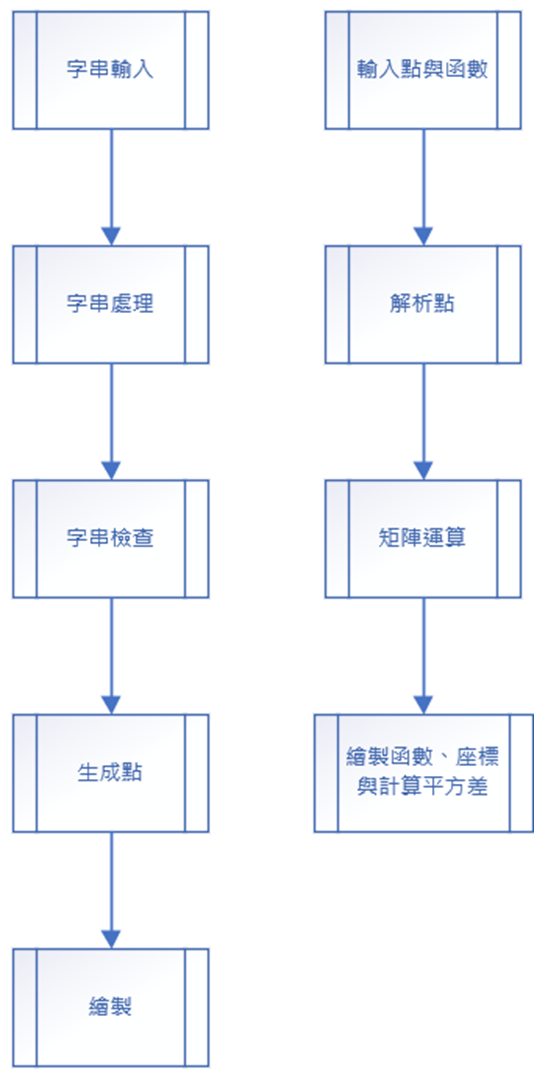 字串輸入
字串處理
字串檢查
生成點
繪製
輸入點與函數
解析點
矩陣運算
繪製函數、座標
與計算平方差